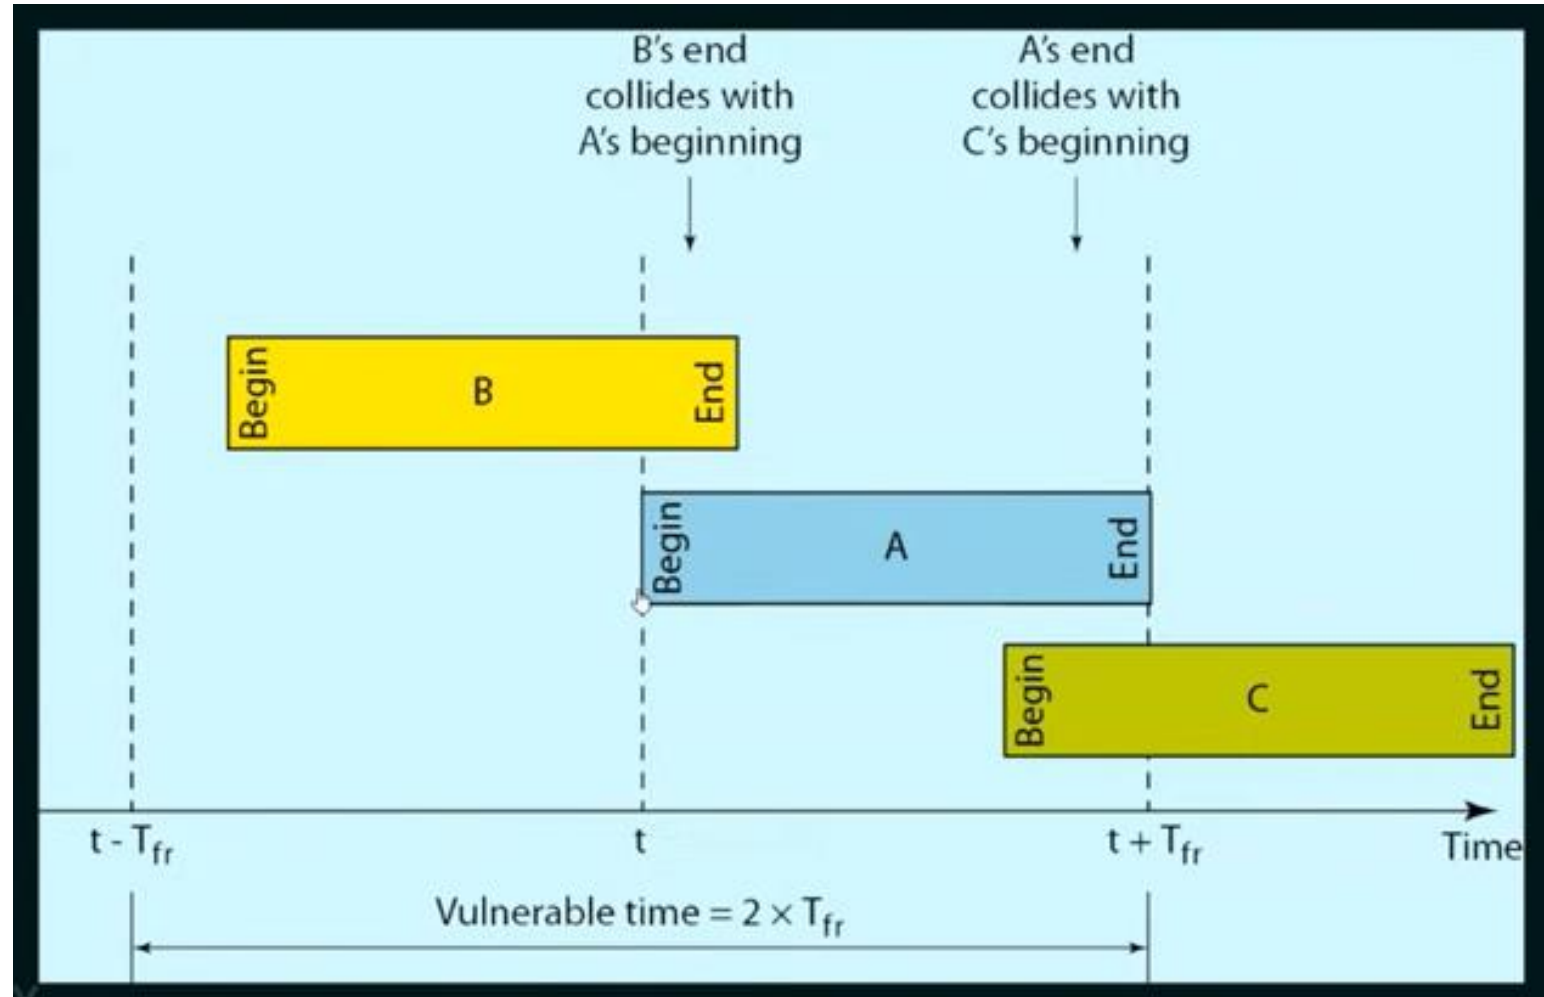 B's end
collides with
A's beginning
A's end
collides with
C's beginning
Begin
B
End
Begin
A
End
Begin
C
End
t - Tfr
t
t + Tfr
Time
Vulnerable time = 2 × Tfr